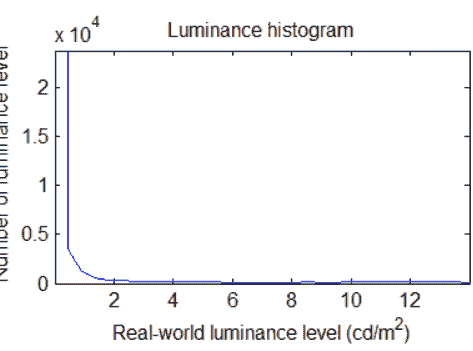 x 10^4
Luminance histogram
Number of luminance level
2
1.5
1
0.5
0
2 4 6 8 10 12
Real-world luminance level (cd/m^2)